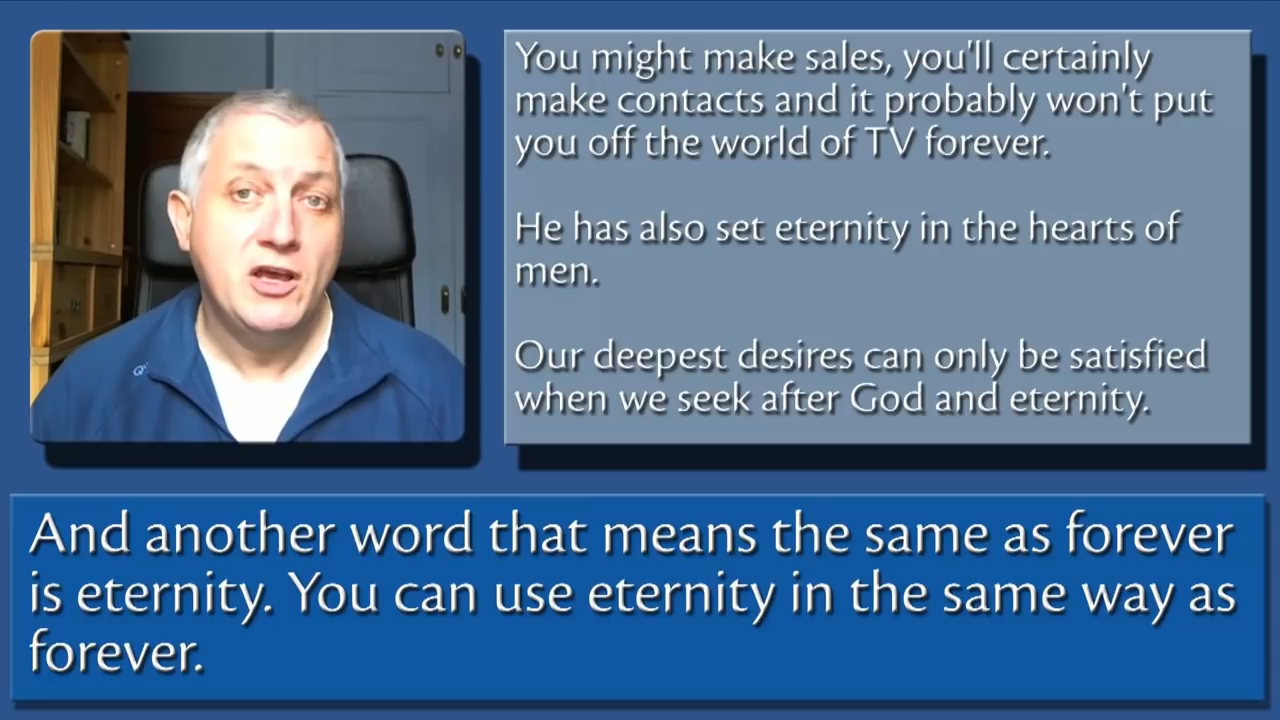 You might make sales, you'll certainly
make contacts and it probably won't put
you off the world of TV forever.
He has also set eternity in the hearts of
men.
Our deepest desires can only be satisfied
when we seek after God and eternity.
And another word that means the same as forever
is eternity. You can use eternity in the same way as
forever.